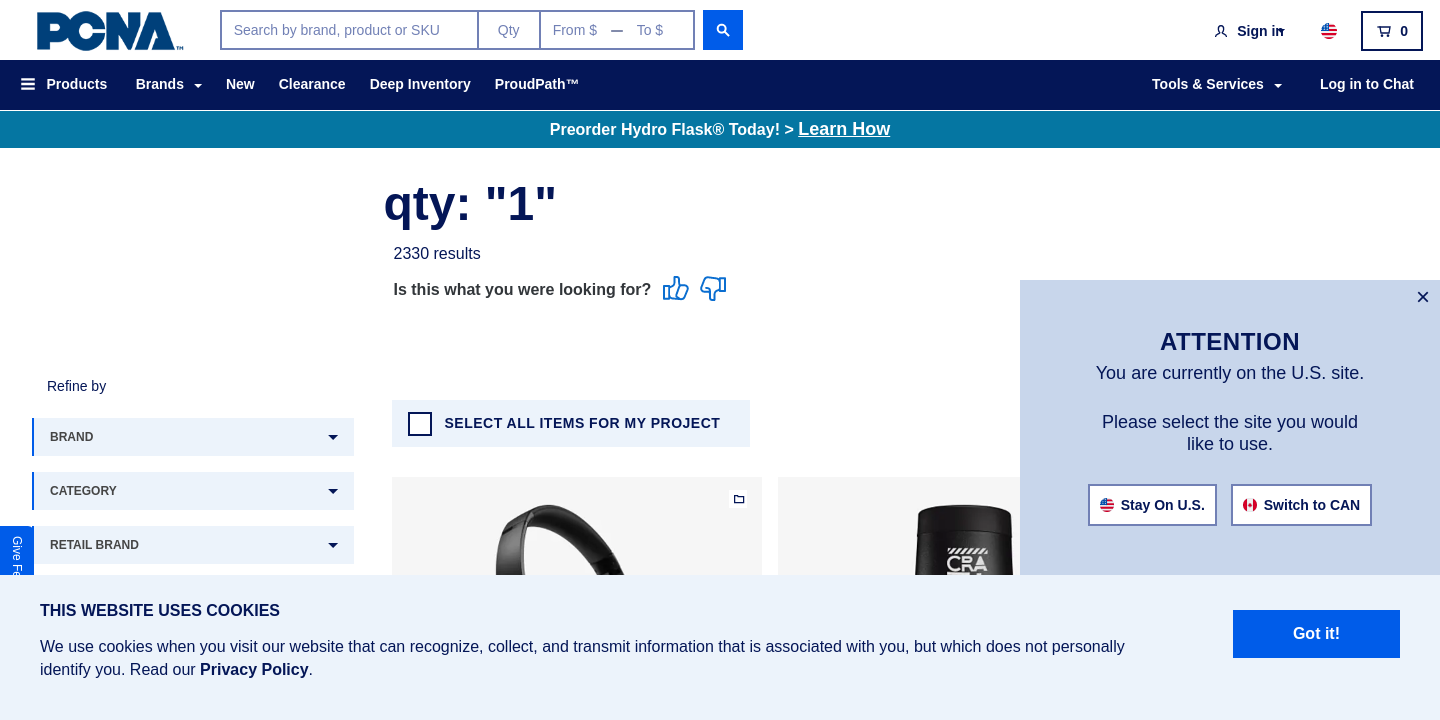 PCNA™
Search by brand, product or SKU Qty From $ — To $
Sign in 0
Products Brands New Clearance Deep Inventory ProudPath™ Tools & Services Log in to Chat
Preorder Hydro Flask® Today! > Learn How
qty: "1"
2330 results
Is this what you were looking for?
Refine by
BRAND
CATEGORY
RETAIL BRAND
Give
SELECT ALL ITEMS FOR MY PROJECT
ATTENTION
You are currently on the U.S. site.
Please select the site you would
like to use.
Stay On U.S. Switch to CAN
THIS WEBSITE USES COOKIES
We use cookies when you visit our website that can recognize, collect, and transmit information that is associated with you, but which does not personally
identify you. Read our Privacy Policy.
Got it!